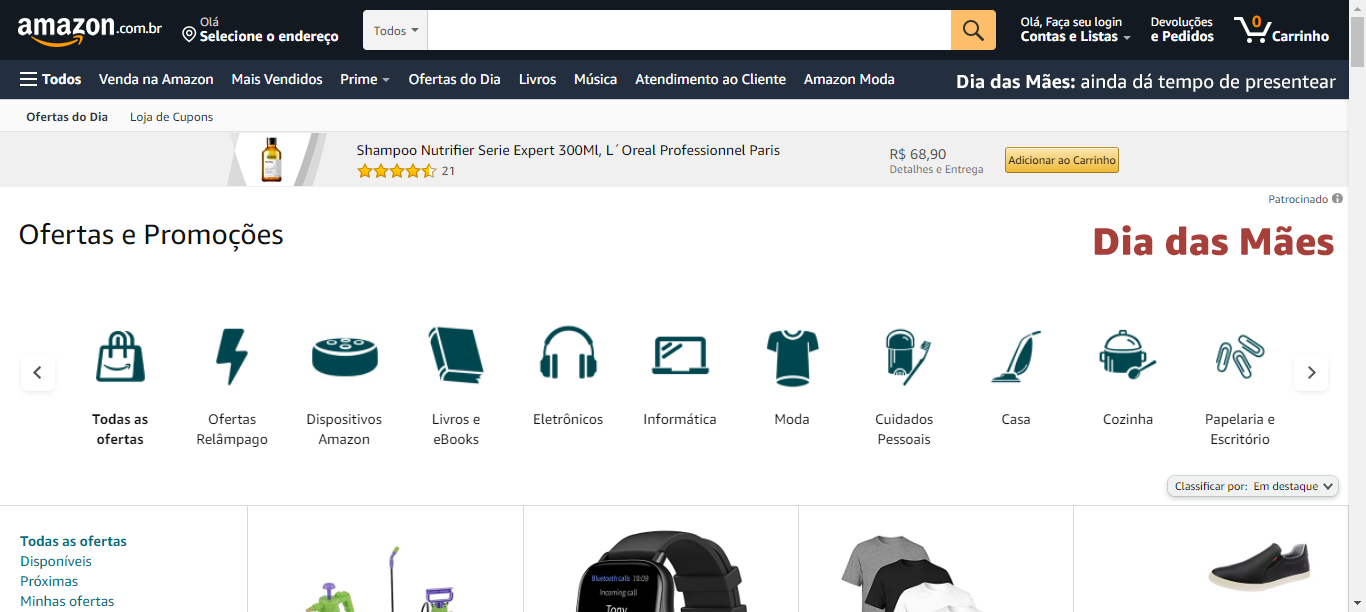 amazon.com.br
Olá
Selecione o endereço
Todos
Olá, Faça seu login
Contas e Listas
Devoluções
e Pedidos
0
Carrinho
Todos
Venda na Amazon
Mais Vendidos
Prime
Ofertas do Dia
Livros
Música
Atendimento ao Cliente
Amazon Moda
Dia das Mães: ainda dá tempo de presentear
Ofertas do Dia
Loja de Cupons
Shampoo Nutrifier Serie Expert 300Ml, L´Oreal Professionnel Paris
21
R$ 68,90
Detalhes e Entrega
Adicionar ao Carrinho
Patrocinado
Ofertas e Promoções
Dia das Mães
Todas as
ofertas
Ofertas
Relâmpago
Dispositivos
Amazon
Livros e
eBooks
Eletrônicos
Informática
Moda
Cuidados
Pessoais
Casa
Cozinha
Papelaria e
Escritório
Classificar por: Em destaque
Todas as ofertas
Disponíveis
Próximas
Minhas ofertas
Bluetooth calls 10:09
Incoming call
Tony